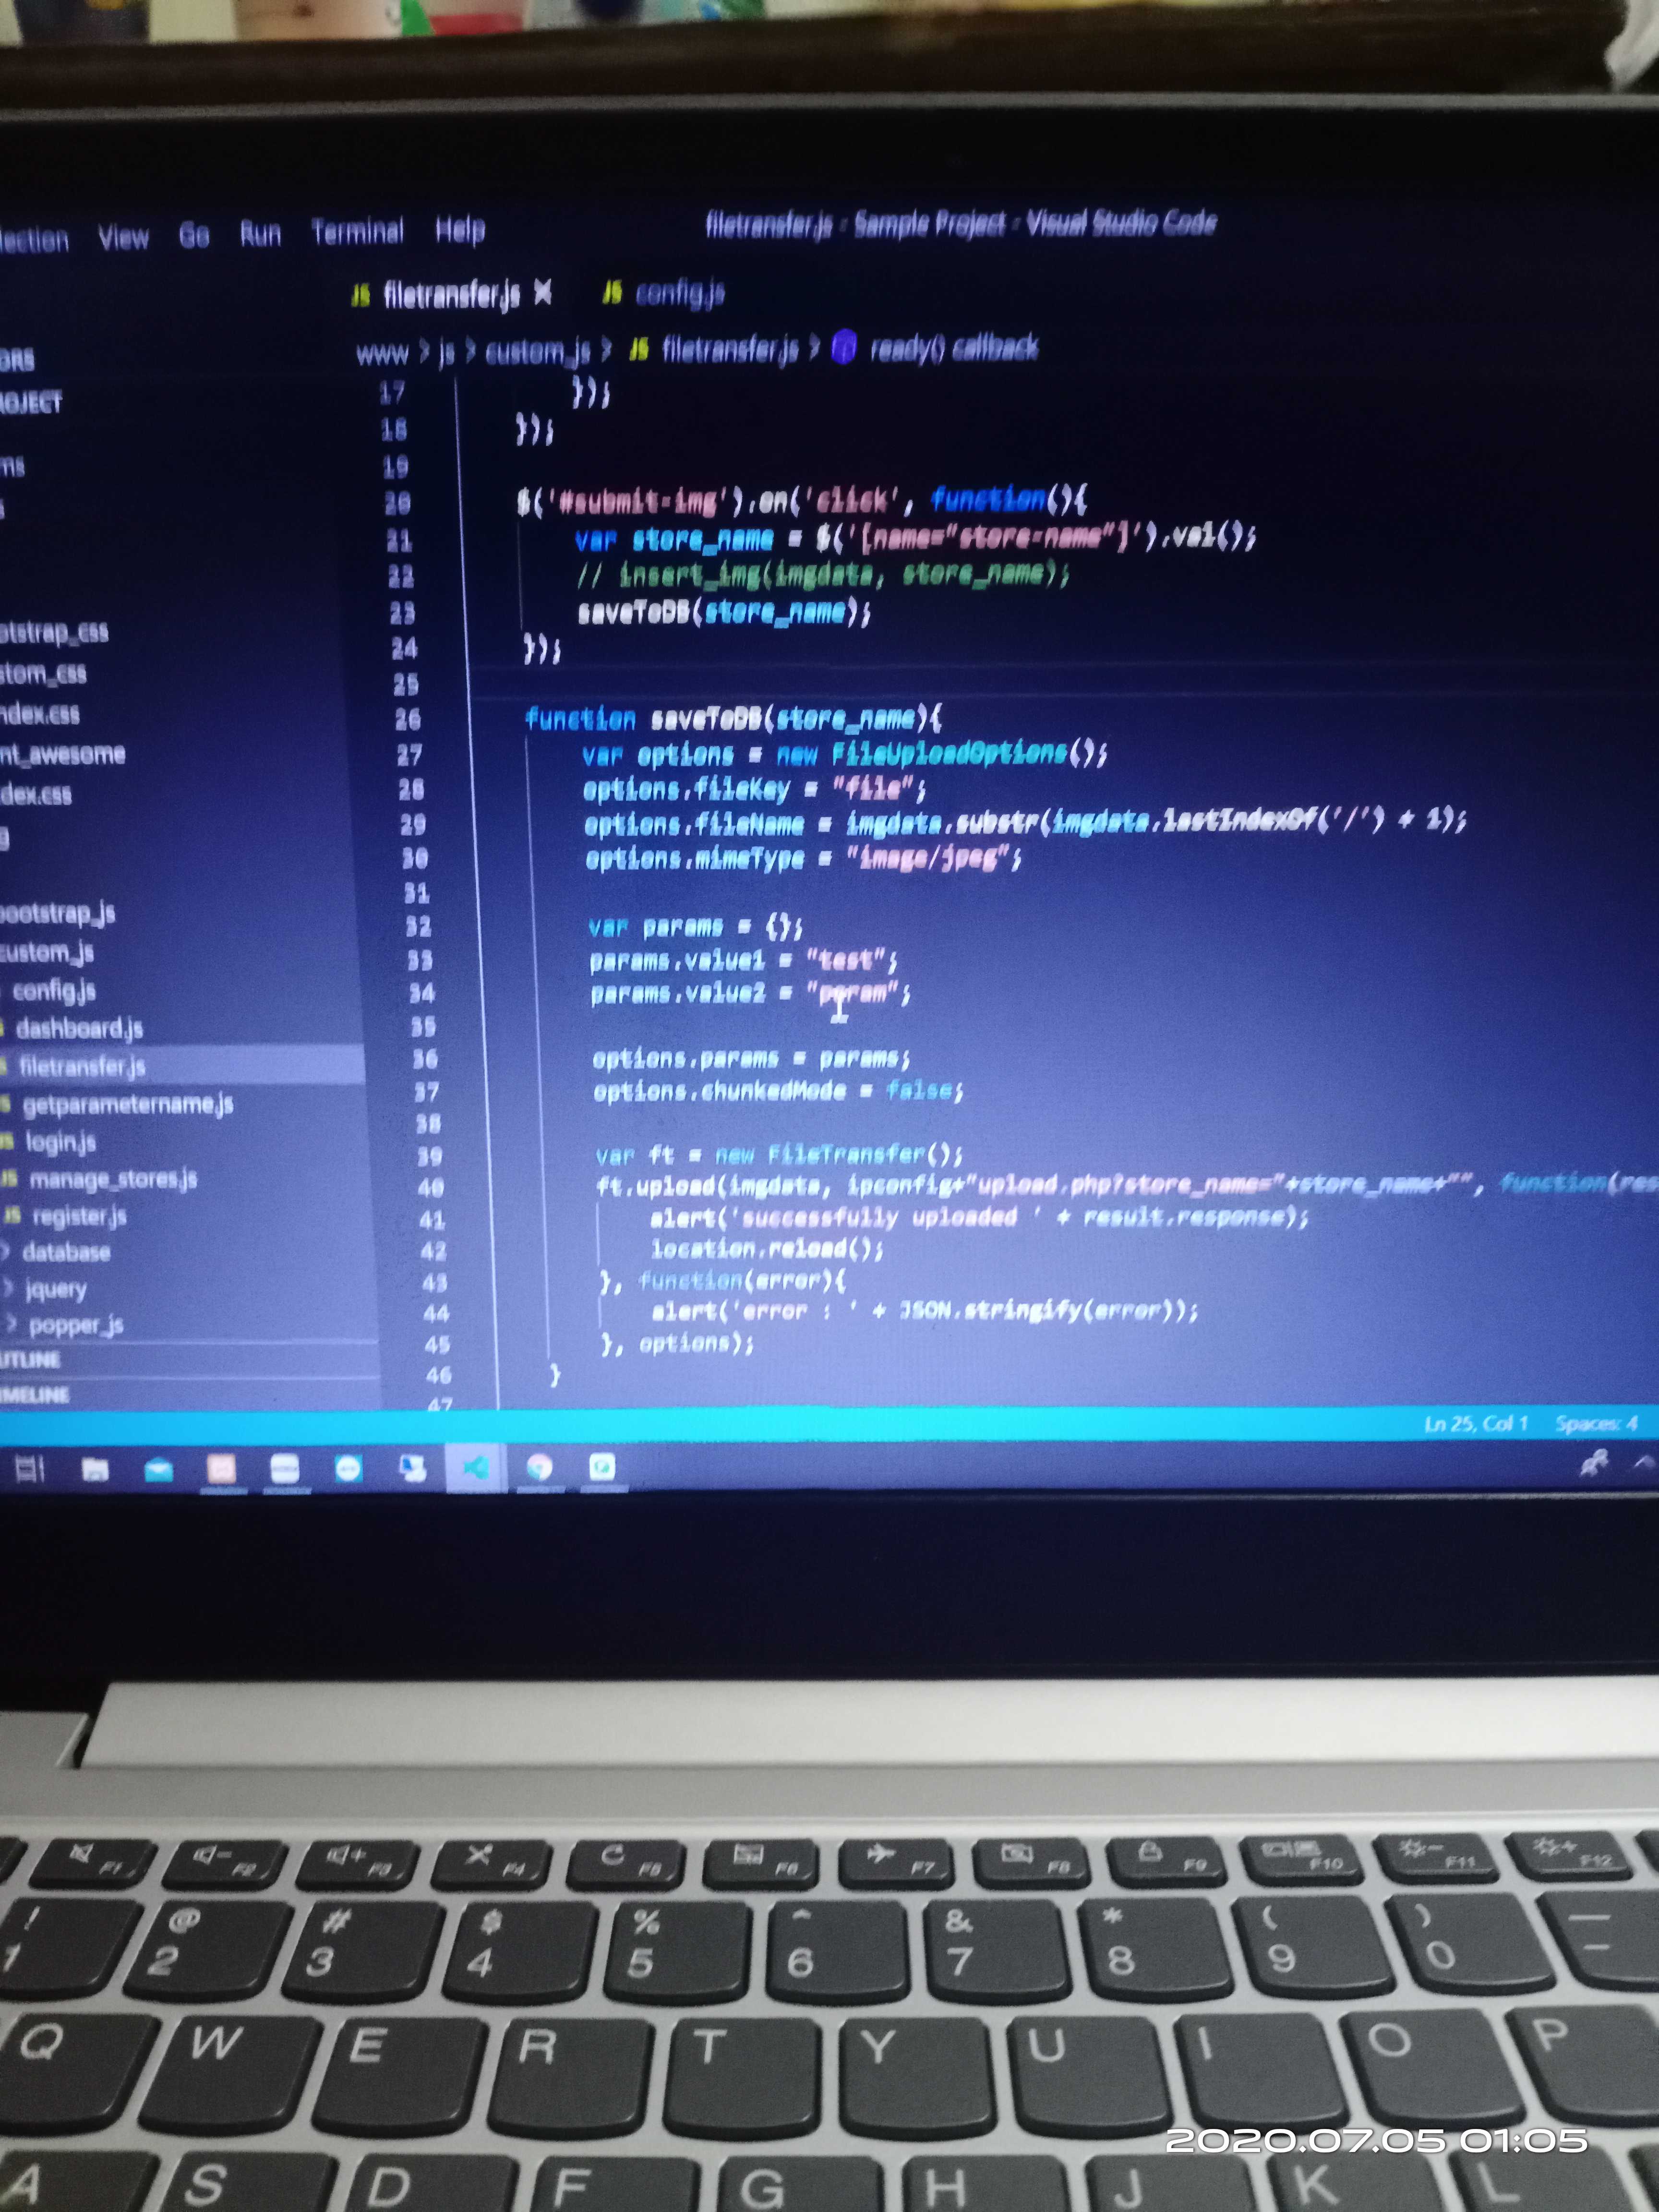 lection View Go Run Terminal Help filetransfer.js - Sample Project - Visual Studio Code
JS filetransfer.js X JS config.js
www > js > custom_js > JS filetransfer.js > ready() callback
ORS
ROJECT
ms
s
otstrap_css
stom_css
ndex.css
nt_awesome
dex.css
g
bootstrap_js
custom_js
config.js
dashboard.js
filetransfer.js
getparametername.js
JS login.js
JS manage_stores.js
JS register.js
> database
> jquery
> popper_js
UTLINE
IMELINE
17 });
18 });
19
20 $('#submit-img').on('click', function(){
21 var store_name = $('[name="store-name"]').val();
22 // insert_img(imgdata, store_name);
23 saveToDB(store_name);
24 });
25
26 function saveToDB(store_name){
27 var options = new FileUploadOptions();
28 options.fileKey = "file";
29 options.fileName = imgdata.substr(imgdata.lastIndexOf('/') + 1);
30 options.mimeType = "image/jpeg";
31
32 var params = {};
33 params.value1 = "test";
34 params.value2 = "param";
35
36 options.params = params;
37 options.chunkedMode = false;
38
39 var ft = new FileTransfer();
40 ft.upload(imgdata, ipconfig+"upload.php?store_name="+store_name+"", function(res
41 alert('successfully uploaded ' + result.response);
42 location.reload();
43 }, function(error){
44 alert('error : ' + JSON.stringify(error));
45 }, options);
46 }
47
Ln 25, Col 1 Spaces: 4
F1 F2 F3 F4 F5 F6 F7 F8 F9 F10 F11 F12
! @ # $ % ^ & * ( ) —
1 2 3 4 5 6 7 8 9 0 -
Q W E R T Y U I O P
A S D F G H J K L
2020.07.05 01:05